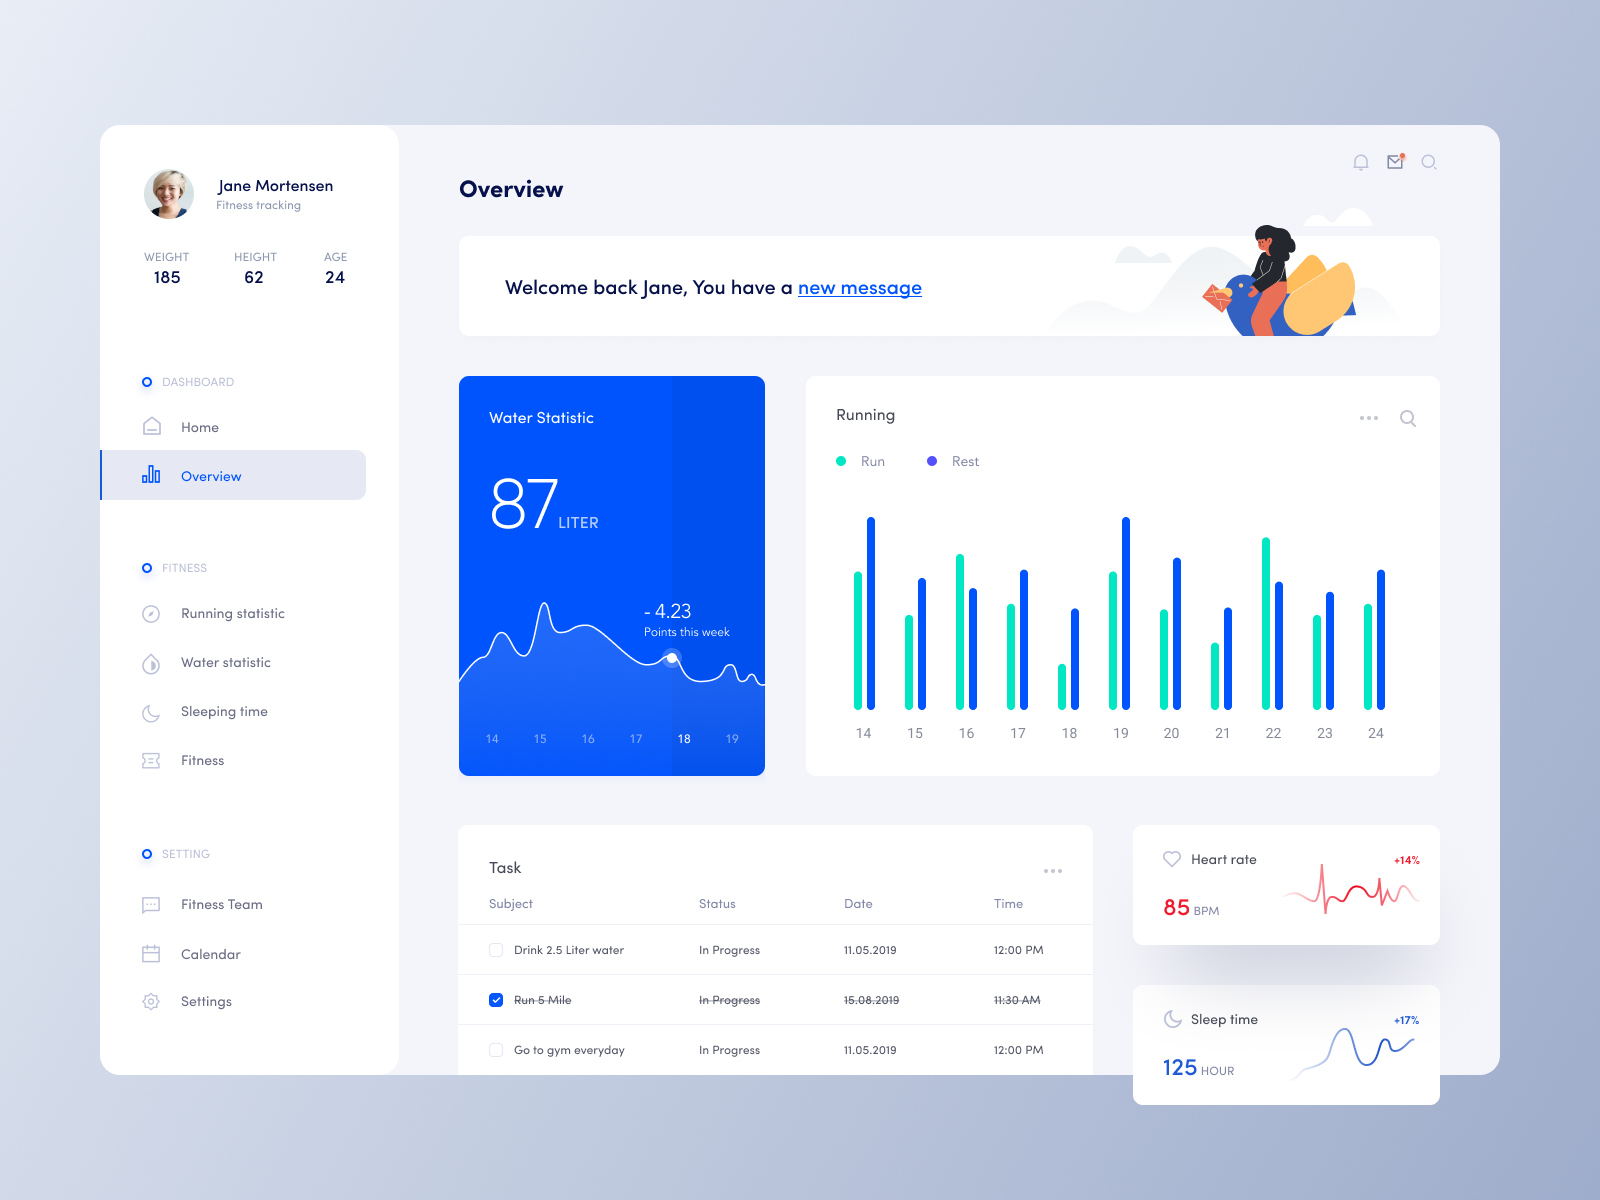 Jane Mortensen
Fitness tracking
WEIGHT HEIGHT AGE
185 62 24
DASHBOARD
Home
Overview
FITNESS
Running statistic
Water statistic
Sleeping time
Fitness
SETTING
Fitness Team
Calendar
Settings
Overview
Welcome back Jane, You have a new message
Water Statistic
87 LITER
- 4.23
Points this week
14 15 16 17 18 19
Running
Run Rest
14 15 16 17 18 19 20 21 22 23 24
Task
Subject Status Date Time
Drink 2.5 Liter water In Progress 11.05.2019 12:00 PM
Run 5 Mile In Progress 15.08.2019 11:30 AM
Go to gym everyday In Progress 11.05.2019 12:00 PM
Heart rate +14%
85 BPM
Sleep time +17%
125 HOUR